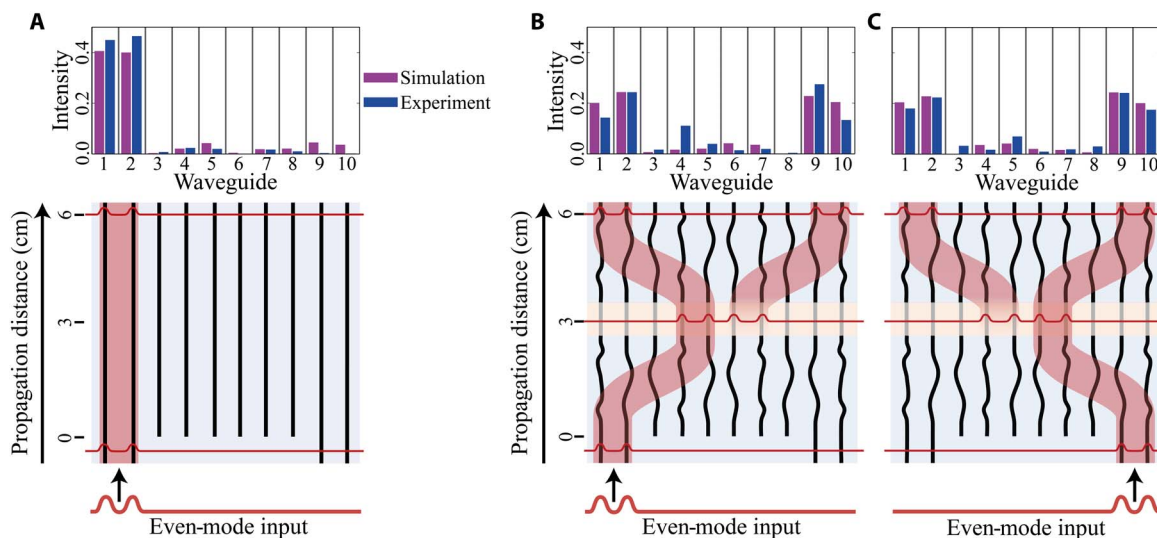 A
Intensity
0.4
0.2
0.0
Simulation
Experiment
1 2 3 4 5 6 7 8 9 10
Waveguide
Propagation distance (cm)
6
3
0
Even-mode input
B
Intensity
0.4
0.2
0.0
1 2 3 4 5 6 7 8 9 10
Waveguide
Propagation distance (cm)
6
3
0
Even-mode input
C
1 2 3 4 5 6 7 8 9 10
Waveguide
Even-mode input